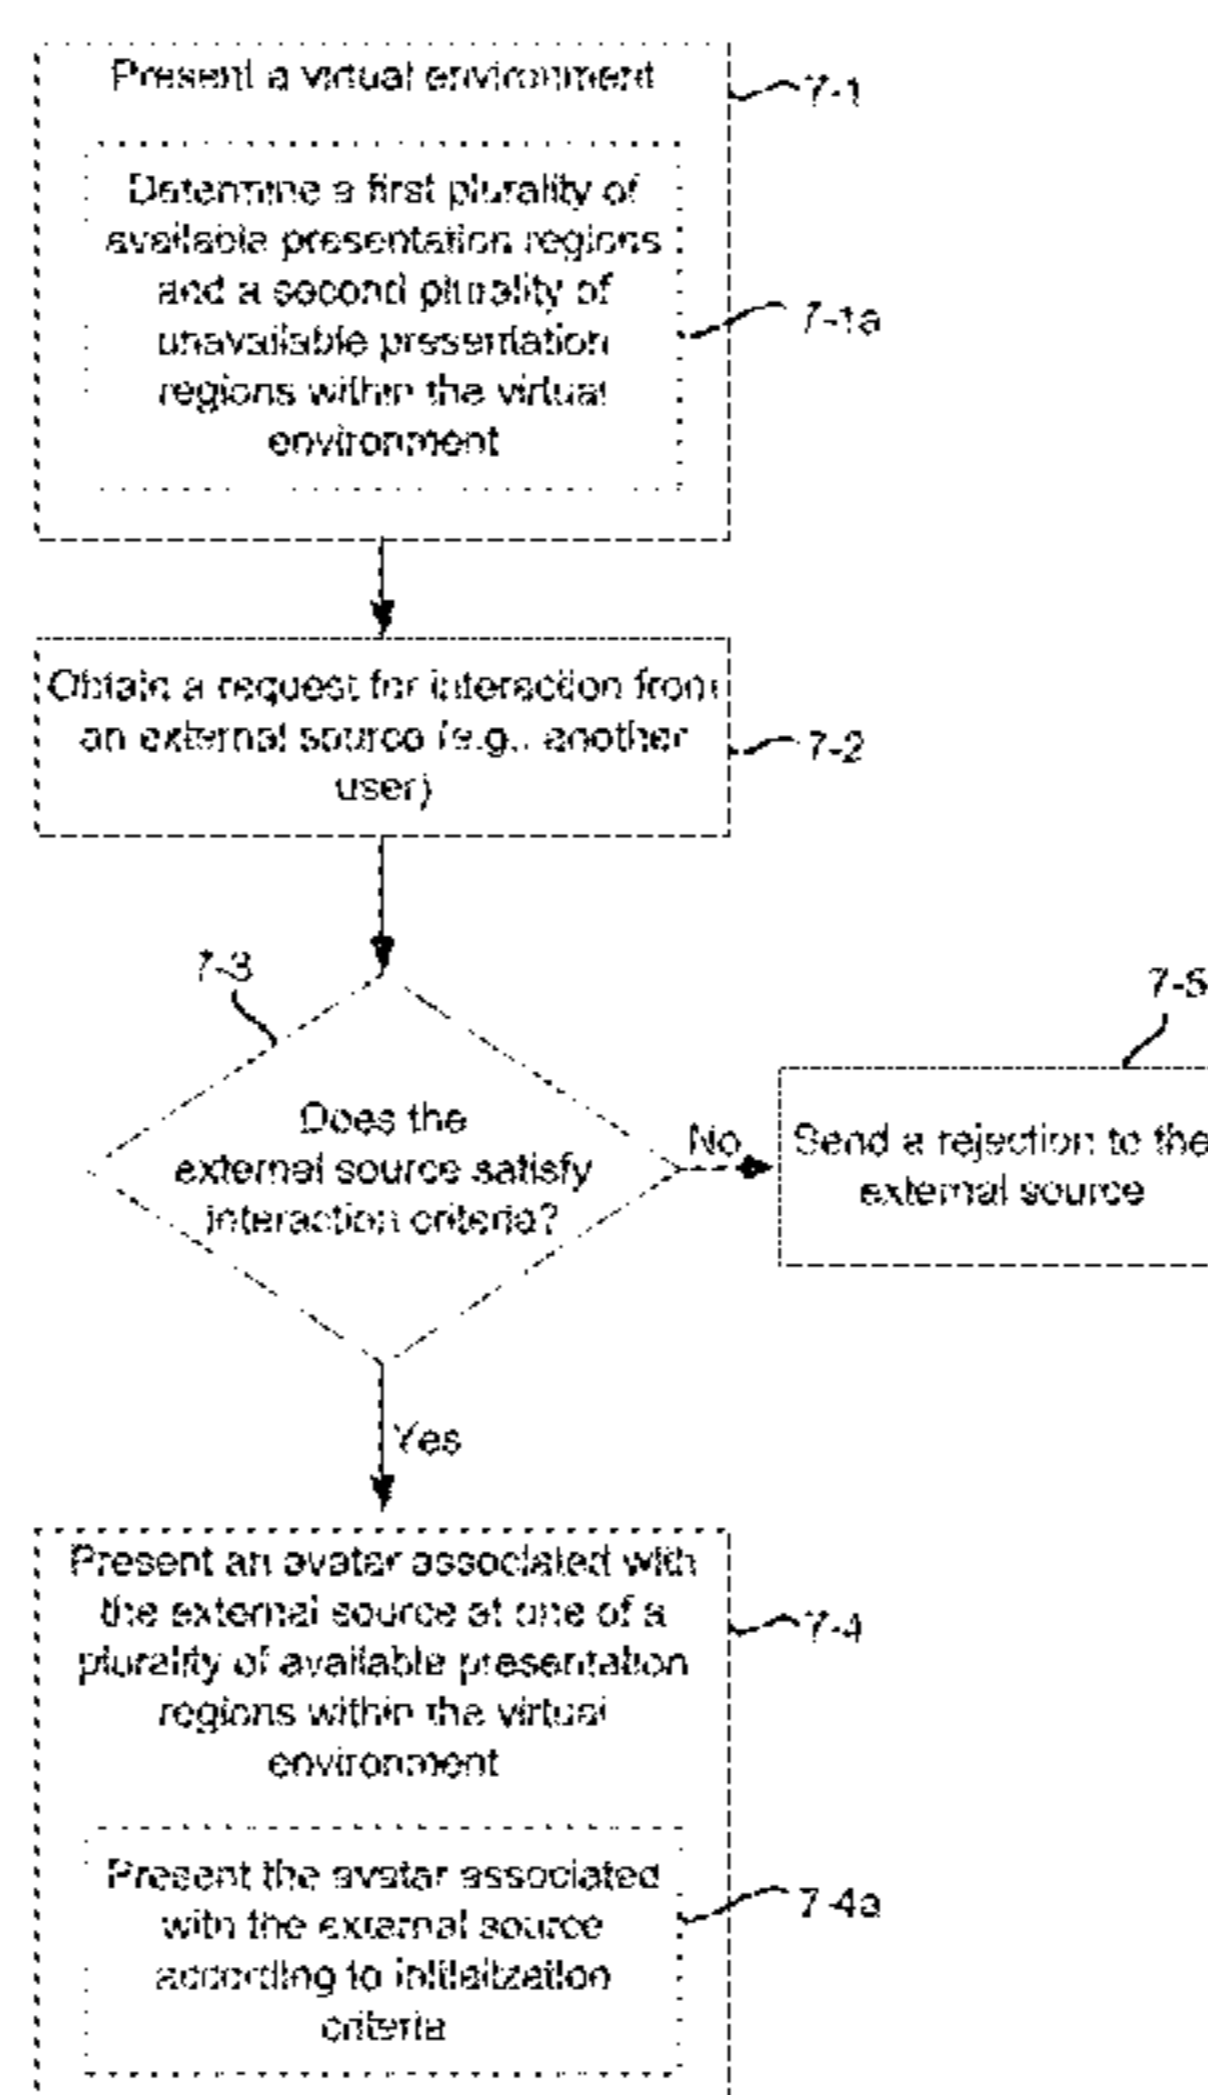 Present a virtual environment
7-1
Determine a first plurality of
available presentation regions
and a second plurality of
unavailable presentation
regions within the virtual
environment
7-1a
Obtain a request for interaction from
an external source (e.g., another
user)
7-2
7-3
Does the
external source satisfy
interaction criteria?
No
7-5
Send a rejection to the
external source
Yes
Present an avatar associated with
the external source at one of a
plurality of available presentation
regions within the virtual
environment
7-4
Present the avatar associated
with the external source
according to initialization
criteria
7-4a